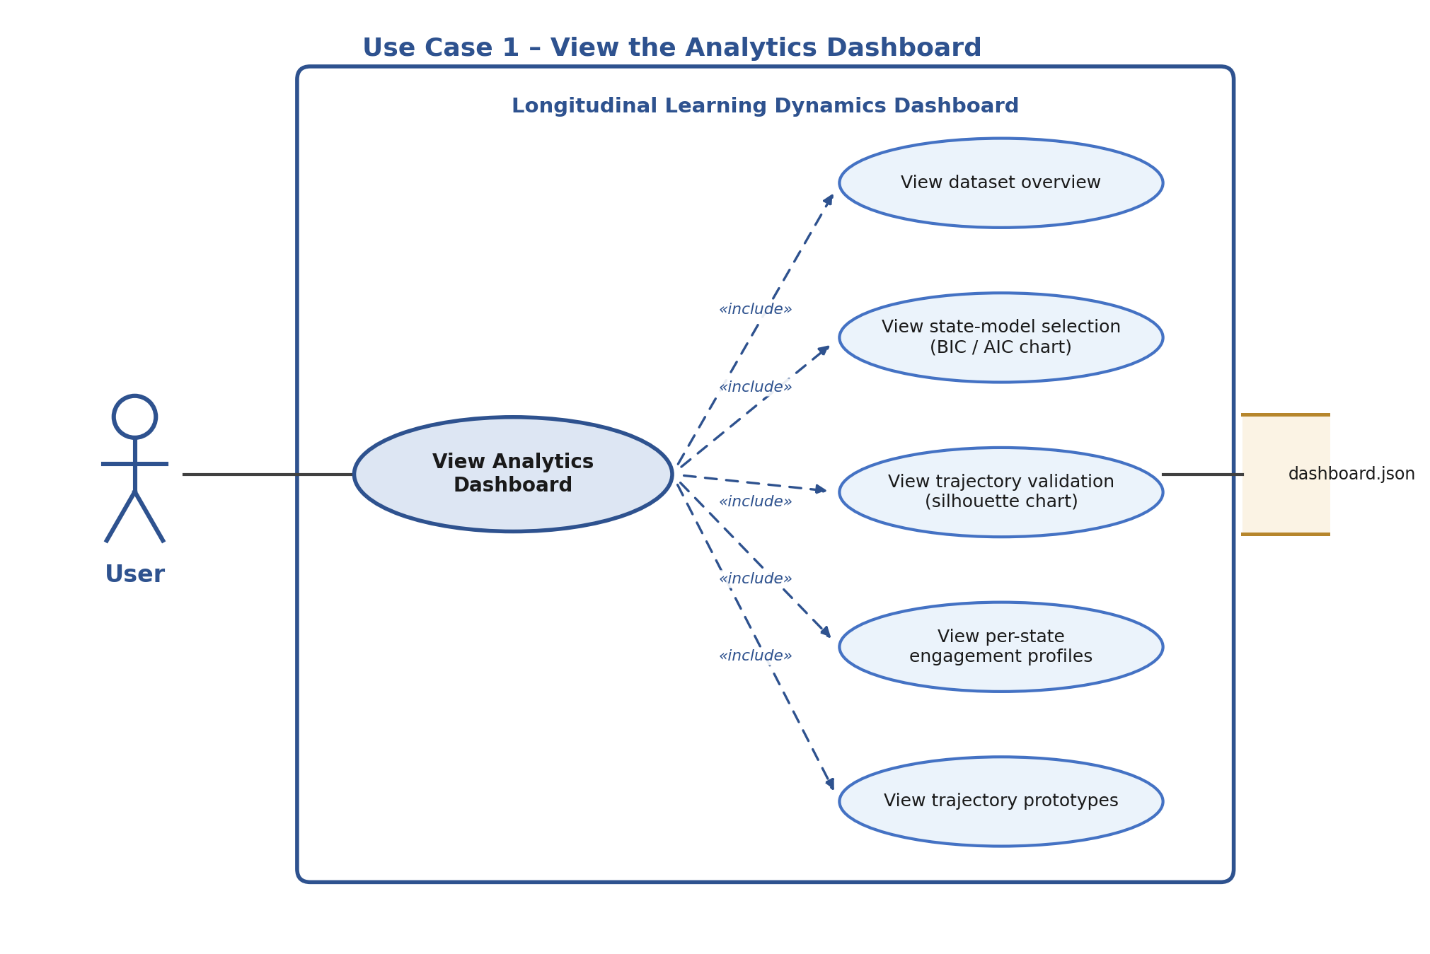 Use Case 1 – View the Analytics Dashboard
Longitudinal Learning Dynamics Dashboard
View dataset overview
«include»
View state-model selection
(BIC / AIC chart)
«include»
View Analytics
Dashboard
View trajectory validation
(silhouette chart)
«include»
dashboard.json
User
«include»
View per-state
engagement profiles
«include»
View trajectory prototypes